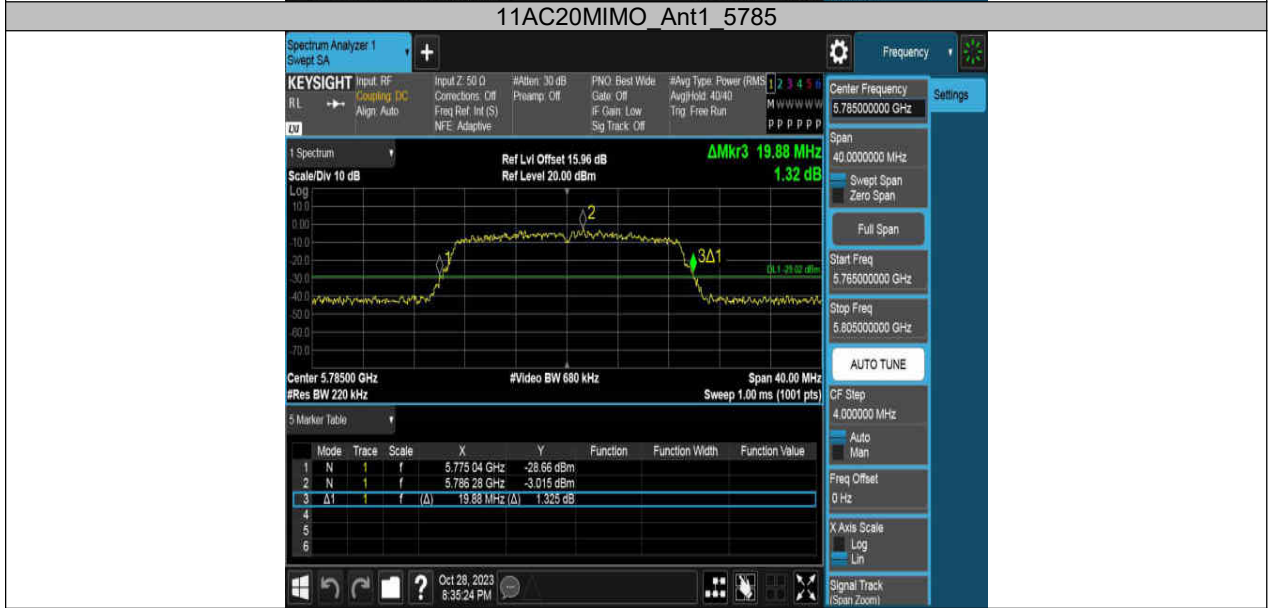 11AC20MIMO_Ant1_5785
Spectrum Analyzer 1
Swept SA
+
Frequency
KEYSIGHT
RL
LXI
Input: RF
Coupling: DC
Align: Auto
Input Z: 50 Ω
Corrections: Off
Freq Ref: Int (S)
NFE: Adaptive
#Atten: 30 dB
Preamp: Off
PNO: Best Wide
Gate: Off
IF Gain: Low
Sig Track: Off
#Avg Type: Power (RMS
Avg|Hold: 40/40
Trig: Free Run
1 2 3 4 5 6
M W W W W W
P P P P P P
Center Frequency
5.785000000 GHz
Settings
Span
40.0000000 MHz
Swept Span
Zero Span
Full Span
Start Freq
5.765000000 GHz
Stop Freq
5.805000000 GHz
AUTO TUNE
CF Step
4.000000 MHz
Auto
Man
Freq Offset
0 Hz
X Axis Scale
Log
Lin
Signal Track
(Span Zoom)
1 Spectrum
Scale/Div 10 dB
Ref Lvl Offset 15.96 dB
Ref Level 20.00 dBm
ΔMkr3 19.88 MHz
1.32 dB
Log
10.0
0.00
-10.0
-20.0
-30.0
-40.0
-50.0
-60.0
-70.0
1
2
3Δ1
DL1 -29.02 dBm
Center 5.78500 GHz
#Video BW 680 kHz
Span 40.00 MHz
#Res BW 220 kHz
Sweep 1.00 ms (1001 pts)
5 Marker Table
Mode Trace Scale X Y Function Function Width Function Value
1 N 1 f 5.775 04 GHz -28.66 dBm
2 N 1 f 5.786 28 GHz -3.015 dBm
3 Δ1 1 f (Δ) 19.88 MHz (Δ) 1.325 dB
4
5
6
?
Oct 28, 2023
8:35:24 PM